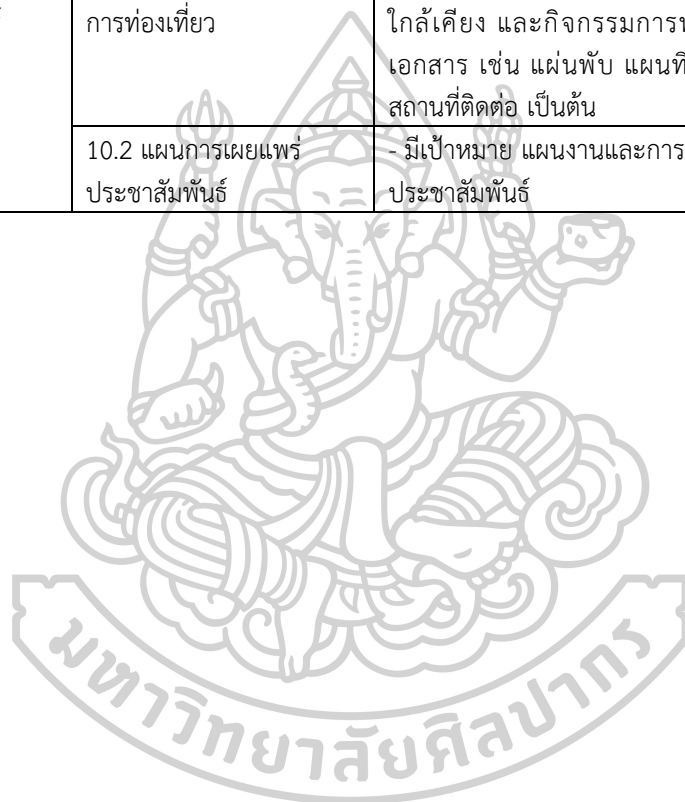 การท่องเที่ยว
ใกล้เคียง และกิจกรรมการ
เอกสาร เช่น แผ่นพับ
สถานที่ติดต่อ เป็นต้น
10.2 แผนการเผยแพร่
ประชาสัมพันธ์
- มีเป้าหมาย แผนงานและการ
ประชาสัมพันธ์
มหาวิทยาลัยศิลปากร